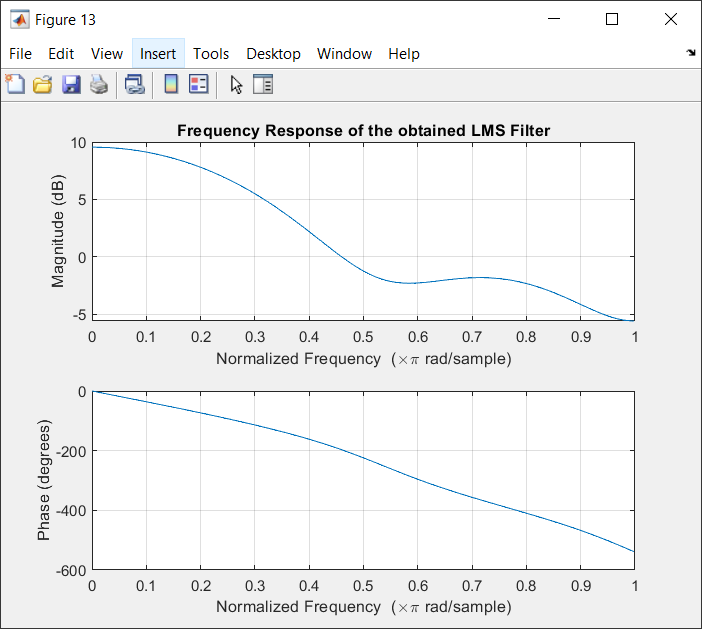 Figure 13
File Edit View Insert Tools Desktop Window Help
Frequency Response of the obtained LMS Filter
10
5
0
-5
Magnitude (dB)
0 0.1 0.2 0.3 0.4 0.5 0.6 0.7 0.8 0.9 1
Normalized Frequency (×π rad/sample)
0
-200
-400
-600
Phase (degrees)
0 0.1 0.2 0.3 0.4 0.5 0.6 0.7 0.8 0.9 1
Normalized Frequency (×π rad/sample)